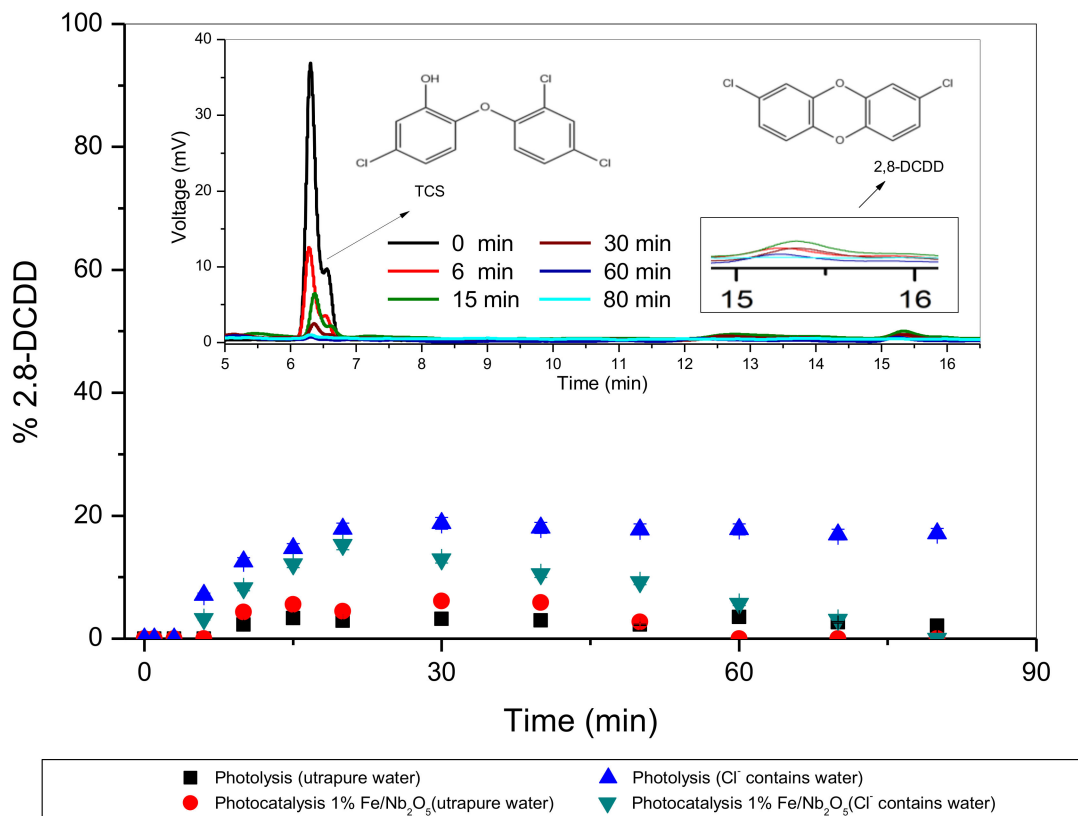 % 2.8-DCDD
100
80
60
40
20
0
0
30
60
90
Time (min)
Voltage (mV)
40
30
20
10
0
5
6
7
8
9
10
11
12
13
14
15
16
Time (min)
OH
O
Cl
Cl
Cl
TCS
Cl
O
O
Cl
2,8-DCDD
15
16
0 min
30 min
6 min
60 min
15 min
80 min
Photolysis (utrapure water)
Photolysis (Cl⁻ contains water)
Photocatalysis 1% Fe/Nb₂O₅(utrapure water)
Photocatalysis 1% Fe/Nb₂O₅(Cl⁻ contains water)